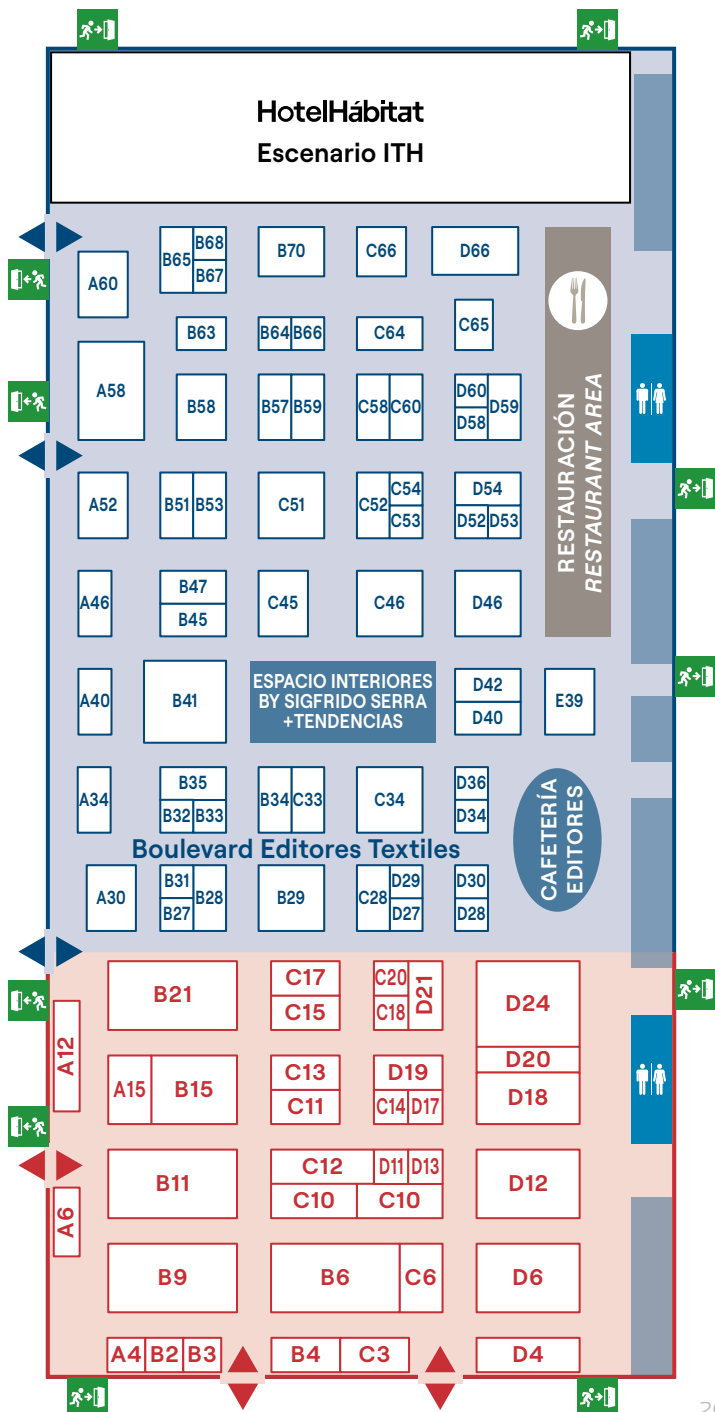 HotelHábitat
Escenario ITH
B65
B68
B67
B70
C66
D66
A60
B63
B64
B66
C64
C65
A58
B58
B57
B59
C58
C60
D60
D58
D59
RESTAURACIÓN
RESTAURANT AREA
A52
B51
B53
C51
C52
C54
C53
D54
D52
D53
A46
B47
B45
C45
C46
D46
A40
B41
ESPACIO INTERIORES
BY SIGFRIDO SERRA
+TENDENCIAS
D42
D40
E39
A34
B35
B32
B33
B34
C33
C34
D36
D34
CAFETERÍA
EDITORES
Boulevard Editores Textiles
A30
B31
B27
B28
B29
C28
D29
D27
D30
D28
B21
C17
C15
C20
C18
D21
D24
A12
A15
B15
C13
C11
D19
C14
D17
D20
D18
B11
C12
D11
D13
C10
C10
D12
A6
B9
B6
C6
D6
A4
B2
B3
B4
C3
D4